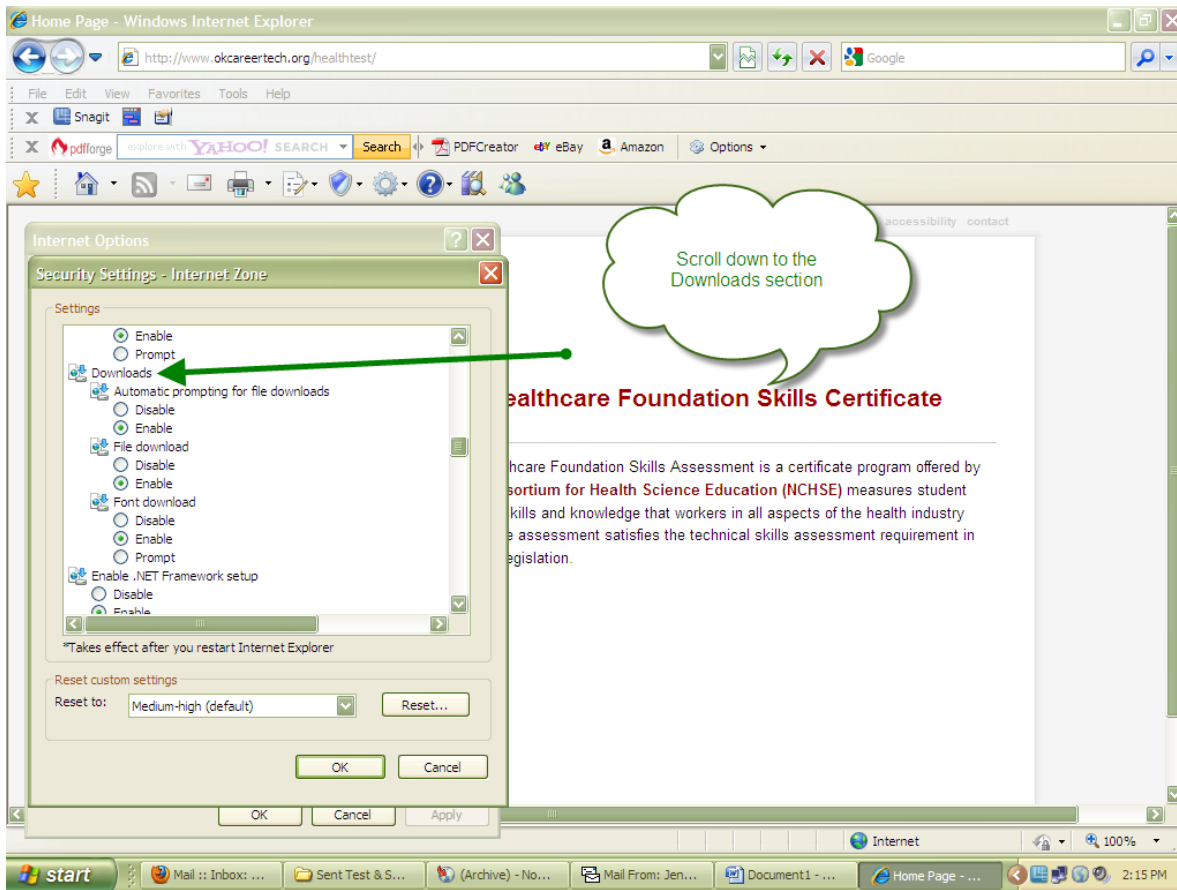 Home Page - Windows Internet Explorer
http://www.okcareertech.org/healthtest/
Google
File Edit View Favorites Tools Help
X Snagit
X pdfforge explore with YAHOO! SEARCH Search PDFCreator eBay Amazon Options
accessibility contact
Internet Options
Security Settings - Internet Zone
Scroll down to the
Downloads section
Settings
Enable
Prompt
Downloads
Automatic prompting for file downloads
Disable
Enable
File download
Disable
Enable
Font download
Disable
Enable
Prompt
Enable .NET Framework setup
Disable
Enable
*Takes effect after you restart Internet Explorer
Reset custom settings
Reset to: Medium-high (default) Reset...
OK Cancel
OK Cancel Apply
ealthcare Foundation Skills Certificate
hcare Foundation Skills Assessment is a certificate program offered by
sortium for Health Science Education (NCHSE) measures student
kills and knowledge that workers in all aspects of the health industry
e assessment satisfies the technical skills assessment requirement in
egislation.
Internet 100%
start Mail :: Inbox: ... Sent Test & S... (Archive) - No... Mail From: Jen... Document1 - ... Home Page - ... 2:15 PM